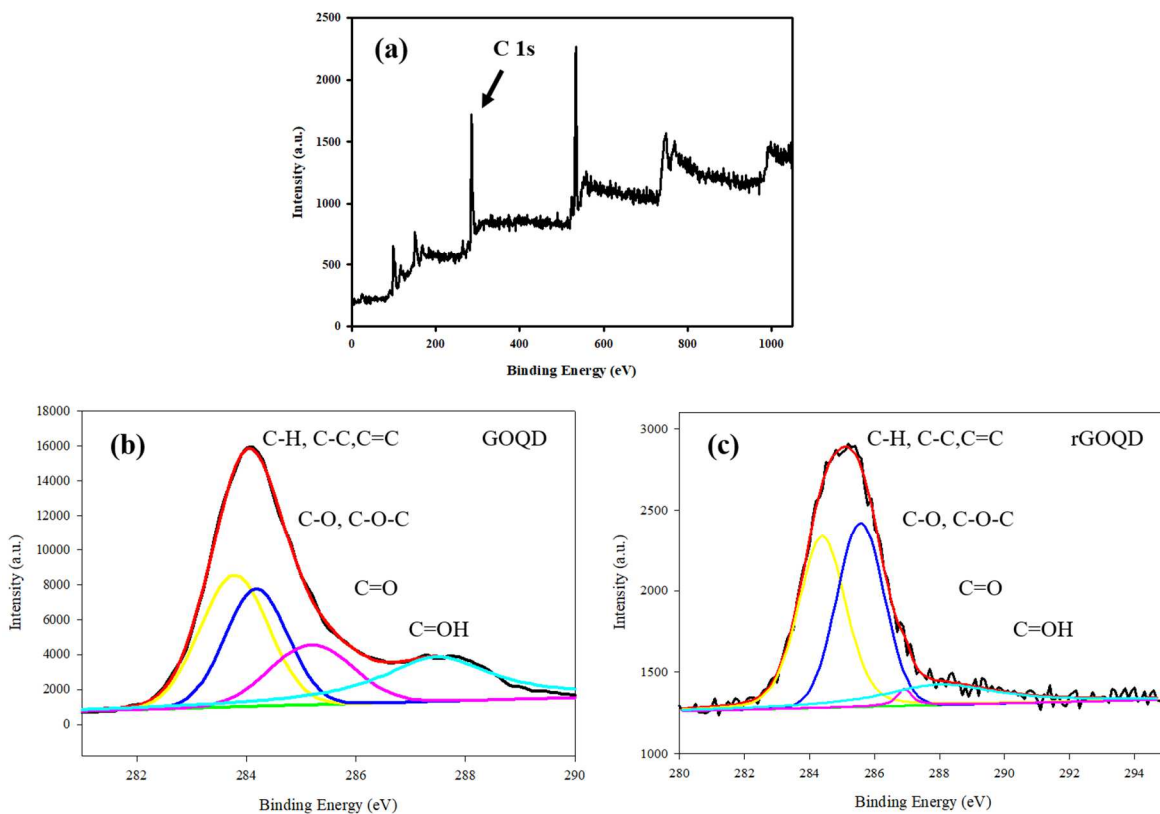 (a)
C 1s
2500
2000
1500
1000
500
0
0 200 400 600 800 1000
Intensity (a.u.)
Binding Energy (eV)
(b)
C-H, C-C,C=C
GOQD
C-O, C-O-C
C=O
C=OH
18000
16000
14000
12000
10000
8000
6000
4000
2000
0
282 284 286 288 290
Intensity (a.u.)
Binding Energy (eV)
(c)
C-H, C-C,C=C
rGOQD
C-O, C-O-C
C=O
C=OH
3000
2500
2000
1500
1000
280 282 284 286 288 290 292 294
Intensity (a.u.)
Binding Energy (eV)